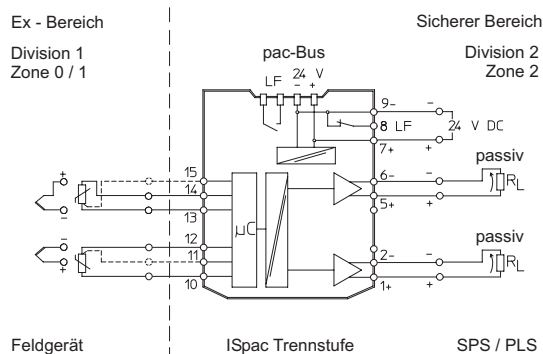 Ex - Bereich
Sicherer Bereich
Division 1
Zone 0 / 1
pac-Bus
Division 2
Zone 2
LF 24 V
- +
9- -
8 LF 24 V DC
7+ +
passiv
+ 15 6- - RL
14
- 13 5+ +
µC
passiv
- 12 2- - RL
11
+ 10 1+ +
Feldgerät
ISpac Trennstufe
SPS / PLS